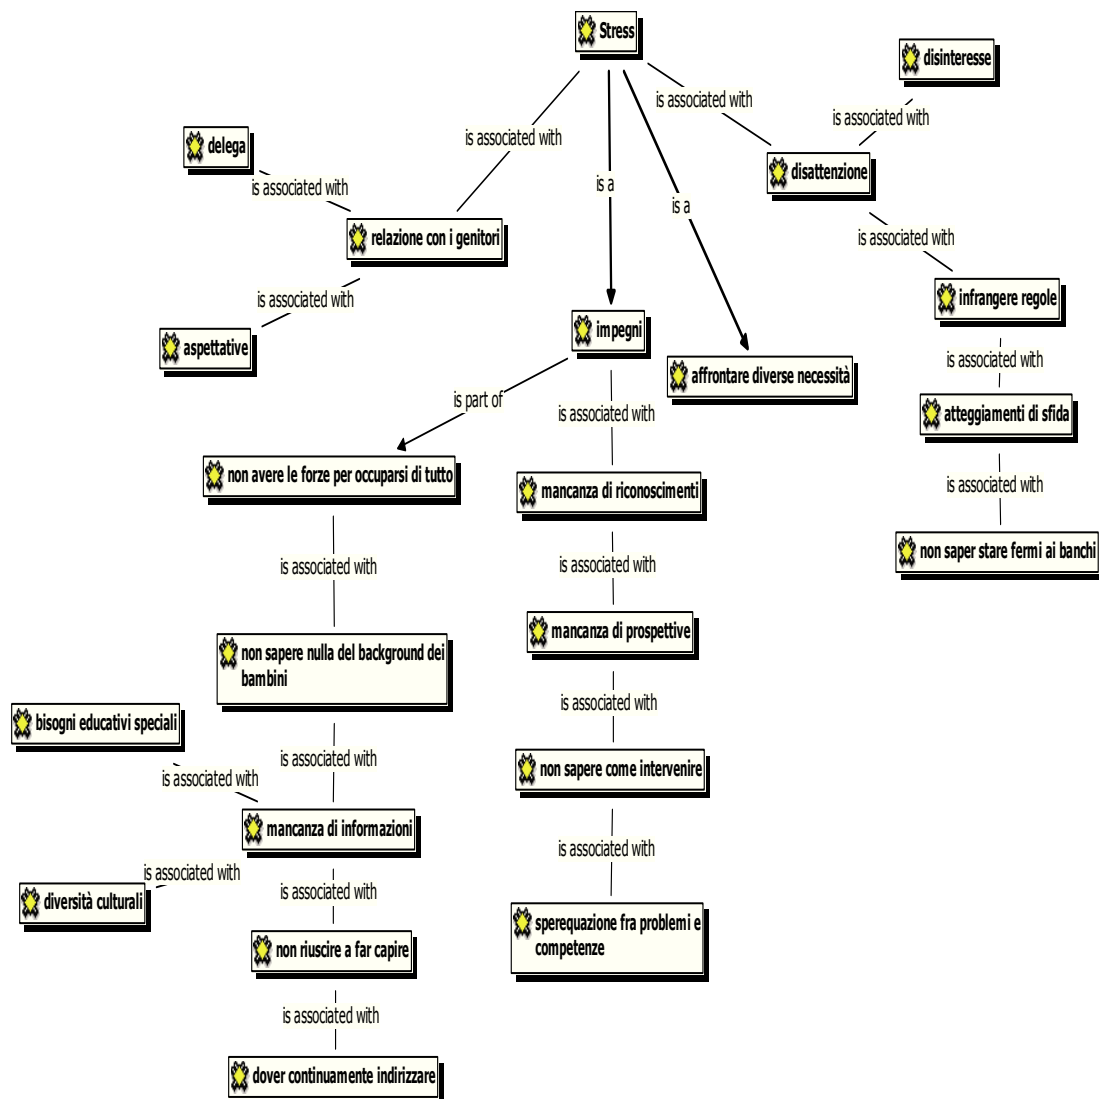 Stress
disinteresse
is associated with
is associated with
is associated with
delega
disattenzione
is associated with
is a
is a
relazione con i genitori
is associated with
is associated with
infrangere regole
impegni
aspettative
is associated with
affrontare diverse necessità
is part of
is associated with
atteggiamenti di sfida
non avere le forze per occuparsi di tutto
mancanza di riconoscimenti
is associated with
non saper stare fermi ai banchi
is associated with
is associated with
mancanza di prospettive
non sapere nulla del background dei
bambini
is associated with
bisogni educativi speciali
is associated with
is associated with
non sapere come intervenire
mancanza di informazioni
is associated with
is associated with
diversità culturali
is associated with
sperequazione fra problemi e
competenze
non riuscire a far capire
is associated with
dover continuamente indirizzare